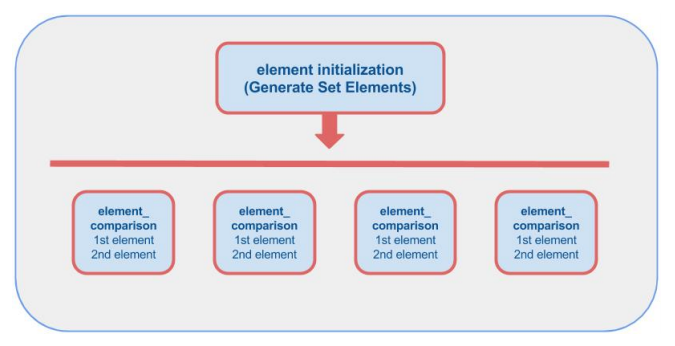 element initialization
(Generate Set Elements)
element_
comparison
1st element
2nd element
element_
comparison
1st element
2nd element
element_
comparison
1st element
2nd element
element_
comparison
1st element
2nd element